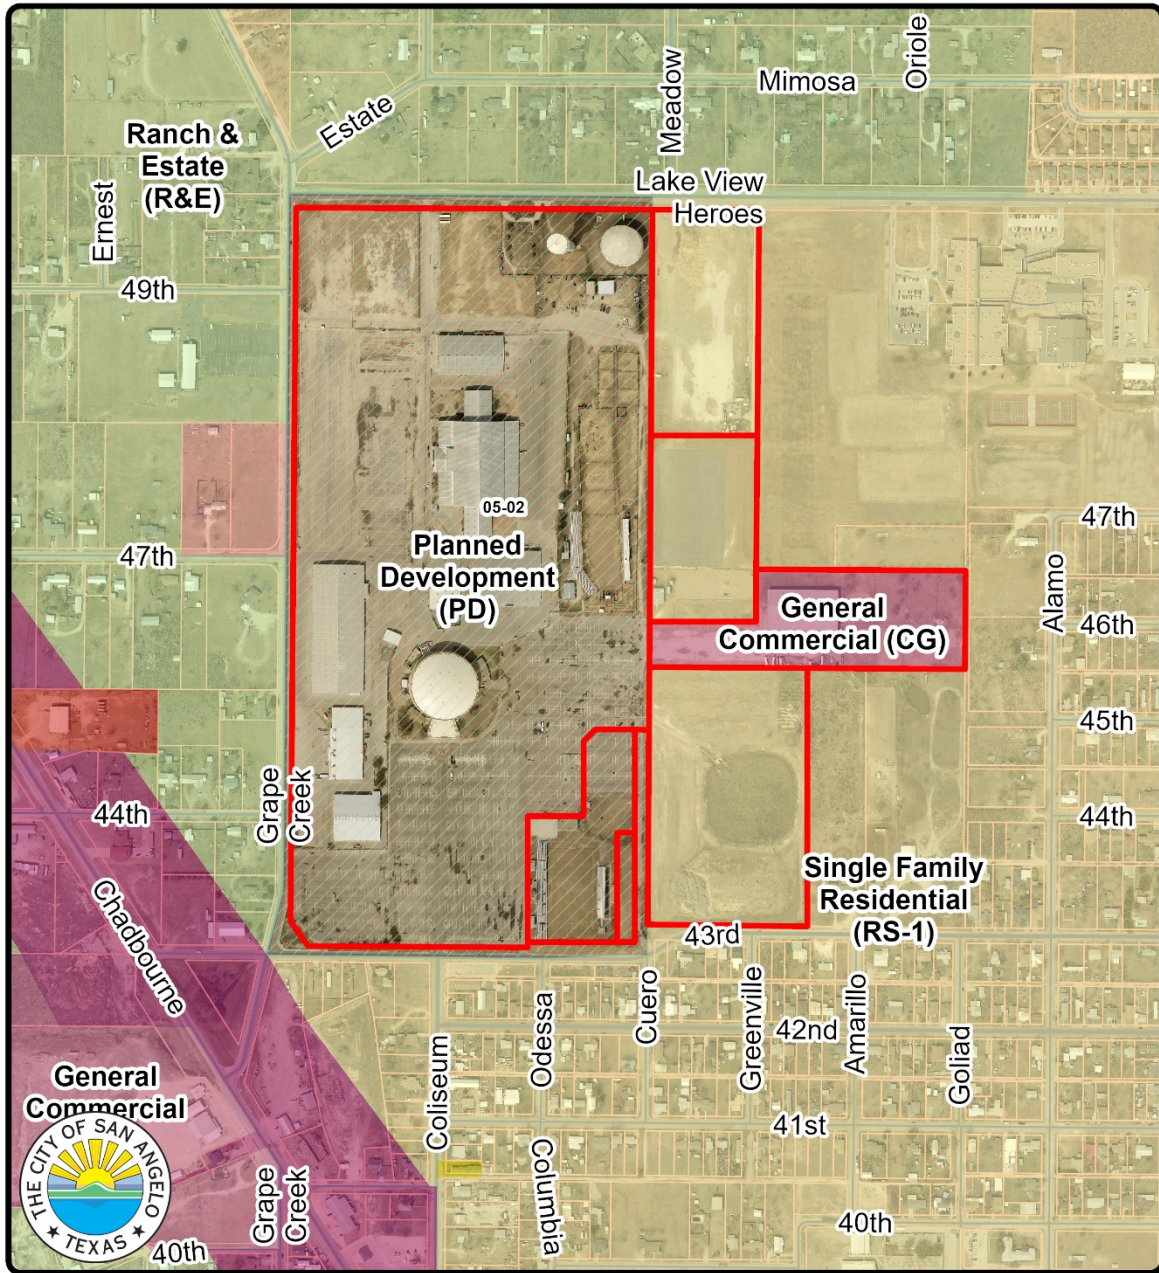 Oriole
Meadow
Mimosa
Estate
Ranch &
Estate
(R&E)
Lake View
Heroes
Ernest
49th
05-02
Planned
Development
(PD)
47th
47th
General
Commercial (CG)
Alamo
46th
45th
Grape
Creek
44th
44th
Chadbourne
Single Family
Residential
(RS-1)
43rd
Cuero
Greenville
Amarillo
Goliad
42nd
Odessa
Coliseum
General
Commercial
41st
THE CITY OF SAN ANGELO
TEXAS
Grape
Creek
Columbia
40th
40th